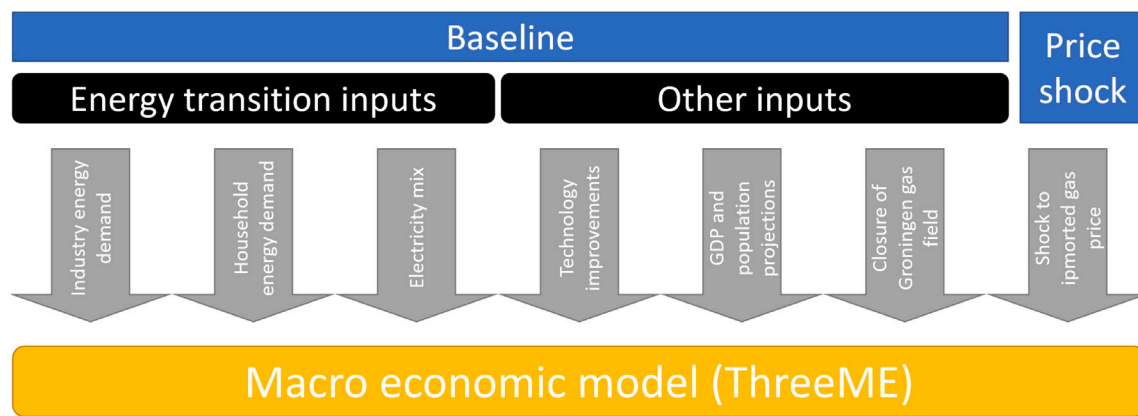 Baseline
Price
shock
Energy transition inputs
Other inputs
Industry energy
demand
Household
energy demand
Electricity mix
Technology
improvements
GDP and
population
projections
Closure of
Groningen gas
field
Shock to
ipmorted gas
price
Macro economic model (ThreeME)